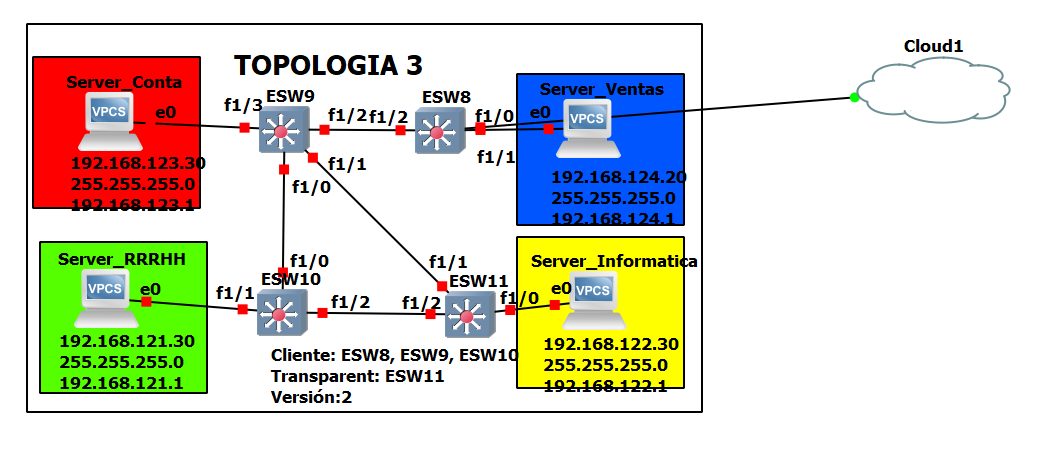 Cloud1
TOPOLOGIA 3
Server_Conta
VPCS
e0
192.168.123.30
255.255.255.0
192.168.123.1
ESW9
f1/3
f1/2
f1/1
f1/0
ESW8
f1/2
f1/0
f1/1
Server_Ventas
e0
VPCS
192.168.124.20
255.255.255.0
192.168.124.1
Server_RRRHH
VPCS
e0
192.168.121.30
255.255.255.0
192.168.121.1
f1/0
ESW10
f1/1
f1/2
f1/1
ESW11
f1/2
f1/0
Server_Informatica
e0
VPCS
192.168.122.30
255.255.255.0
192.168.122.1
Cliente: ESW8, ESW9, ESW10
Transparent: ESW11
Versión:2